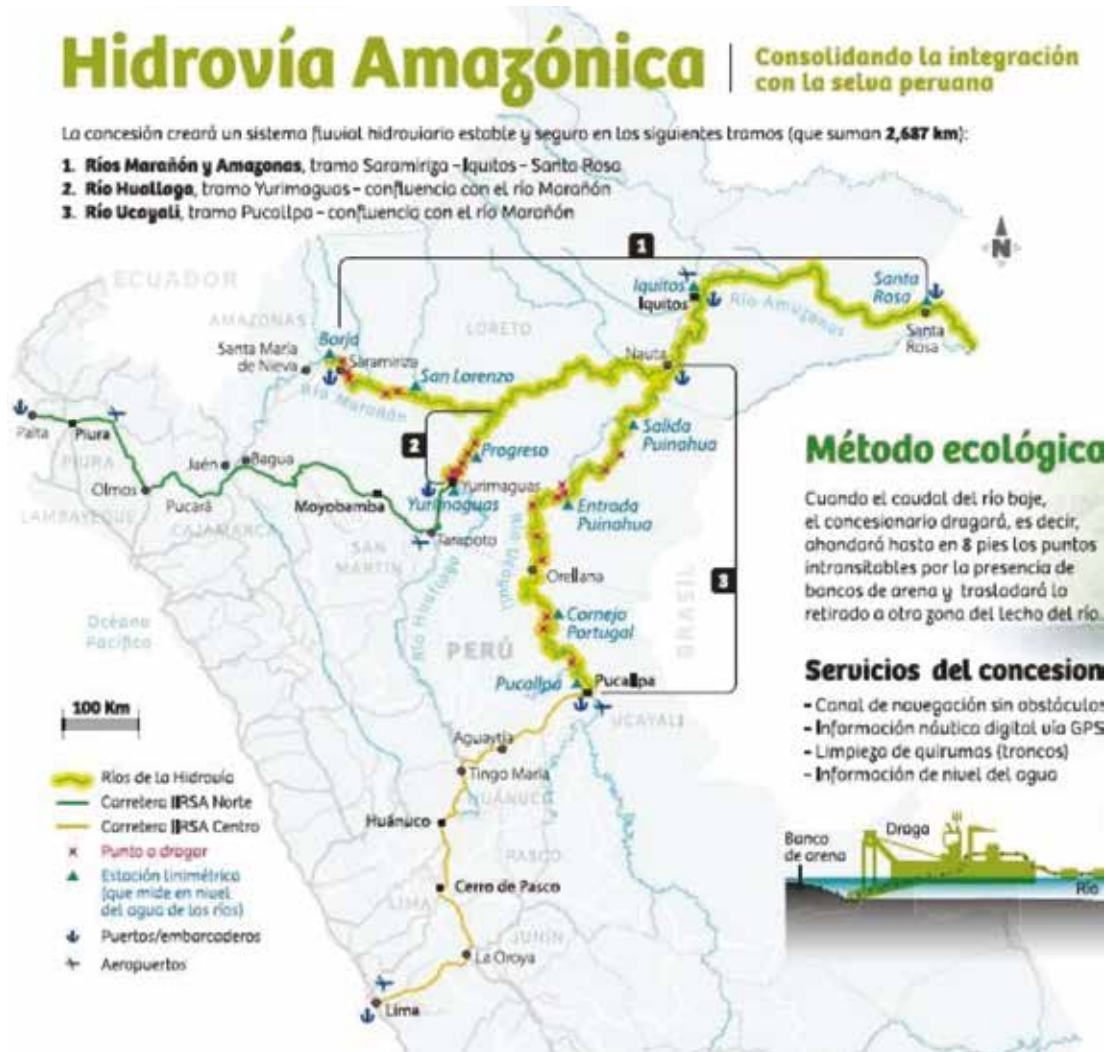 Hidrovía Amazónica
Consolidando la integración
con la selva peruana
La concesión creará un sistema fluvial hidroviario estable y seguro en los siguientes tramos (que suman 2,687 km):
1. Ríos Marañón y Amazonas, tramo Saramiriza - Iquitos - Santa Rosa
2. Río Huallaga, tramo Yurimaguas - confluencia con el río Marañón
3. Río Ucayali, tramo Pucallpa - confluencia con el río Marañón
1
N
ECUADOR
AMAZONAS
LORETO
Iquitos
Iquitos
Río Amazonas
Santa
Rosa
Santa
Rosa
Borja
Santa María
de Nieva
Saramiriza
San Lorenzo
Río Marañón
Nauta
Salida
Puinahua
2
Progreso
Yurimaguas
Yurimaguas
Entrada
Puinahua
Paita
Piura
PIURA
Olmos
LAMBAYEQUE
Jaén
Bagua
Pucará
CAJAMARCA
Moyobamba
SAN
MARTÍN
Tarapoto
Río Huallaga
Río Ucayali
Orellana
3
BRASIL
Cornejo
Portugal
PERÚ
Océano
Pacífico
Pucallpa
Pucallpa
UCAYALI
Aguaytía
Tingo María
HUÁNUCO
Huánuco
PASCO
Cerro de Pasco
LIMA
JUNÍN
La Oroya
Lima
100 Km
Ríos de la Hidrovía
Carretera IIRSA Norte
Carretera IIRSA Centro
Punto a dragar
Estación linimétrica
(que mide en nivel
del agua de los ríos)
Puertos/embarcaderos
Aeropuertos
Método ecológica
Cuando el caudal del río baje,
el concesionario dragará, es decir,
ahondará hasta en 8 pies los puntos
intransitables por la presencia de
bancos de arena y trasladará lo
retirado a otra zona del lecho del río.
Servicios del concesion
- Canal de navegación sin obstáculos
- Información náutica digital vía GPS
- Limpieza de quirumas (troncos)
- Información de nivel del agua
Banco
de arena
Draga
Río